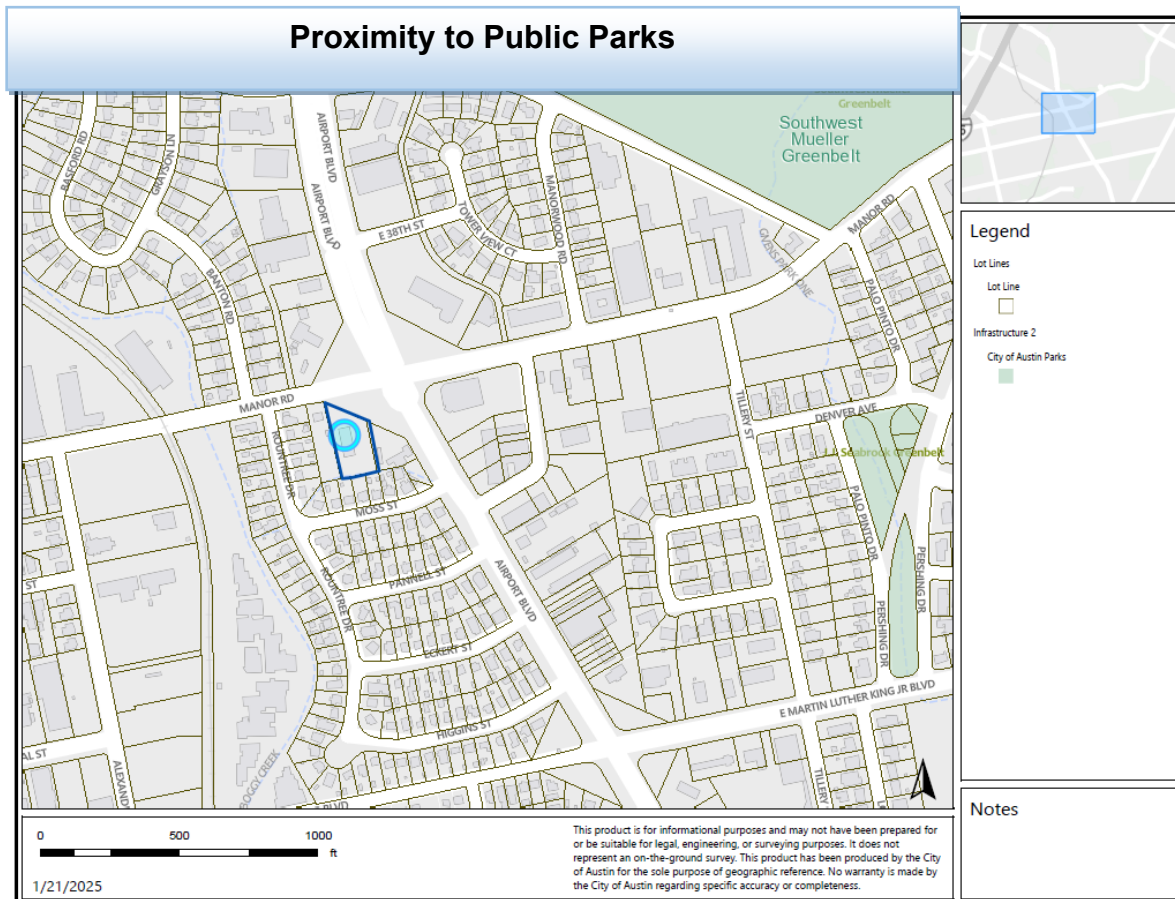 Proximity to Public Parks
Greenbelt
Southwest
Mueller
Greenbelt
BASFORD RD
GRAYSON LN
AIRPORT BLVD
AIRPORT BLVD
E 38TH ST
TOWER VIEW CT
MANORWOOD RD
MANOR RD
GIVENS PARK ONE
PALO PINTO DR
BANTON RD
MANOR RD
TILLERY ST
DENVER AVE
ROUNTREE DR
J.J. Seabrook Greenbelt
MOSS ST
PALO PINTO DR
PERSHING DR
ST
PANNELL ST
AIRPORT BLVD
ROUNTREE DR
ECKERT ST
PERSHING DR
E MARTIN LUTHER KING JR BLVD
HIGGINS ST
AL ST
ALEXAND
BOGGY CREEK
BLVD
TILLERY
Legend
Lot Lines
Lot Line
Infrastructure 2
City of Austin Parks
Notes
0 500 1000
ft
1/21/2025
This product is for informational purposes and may not have been prepared for
or be suitable for legal, engineering, or surveying purposes. It does not
represent an on-the-ground survey. This product has been produced by the City
of Austin for the sole purpose of geographic reference. No warranty is made by
the City of Austin regarding specific accuracy or completeness.